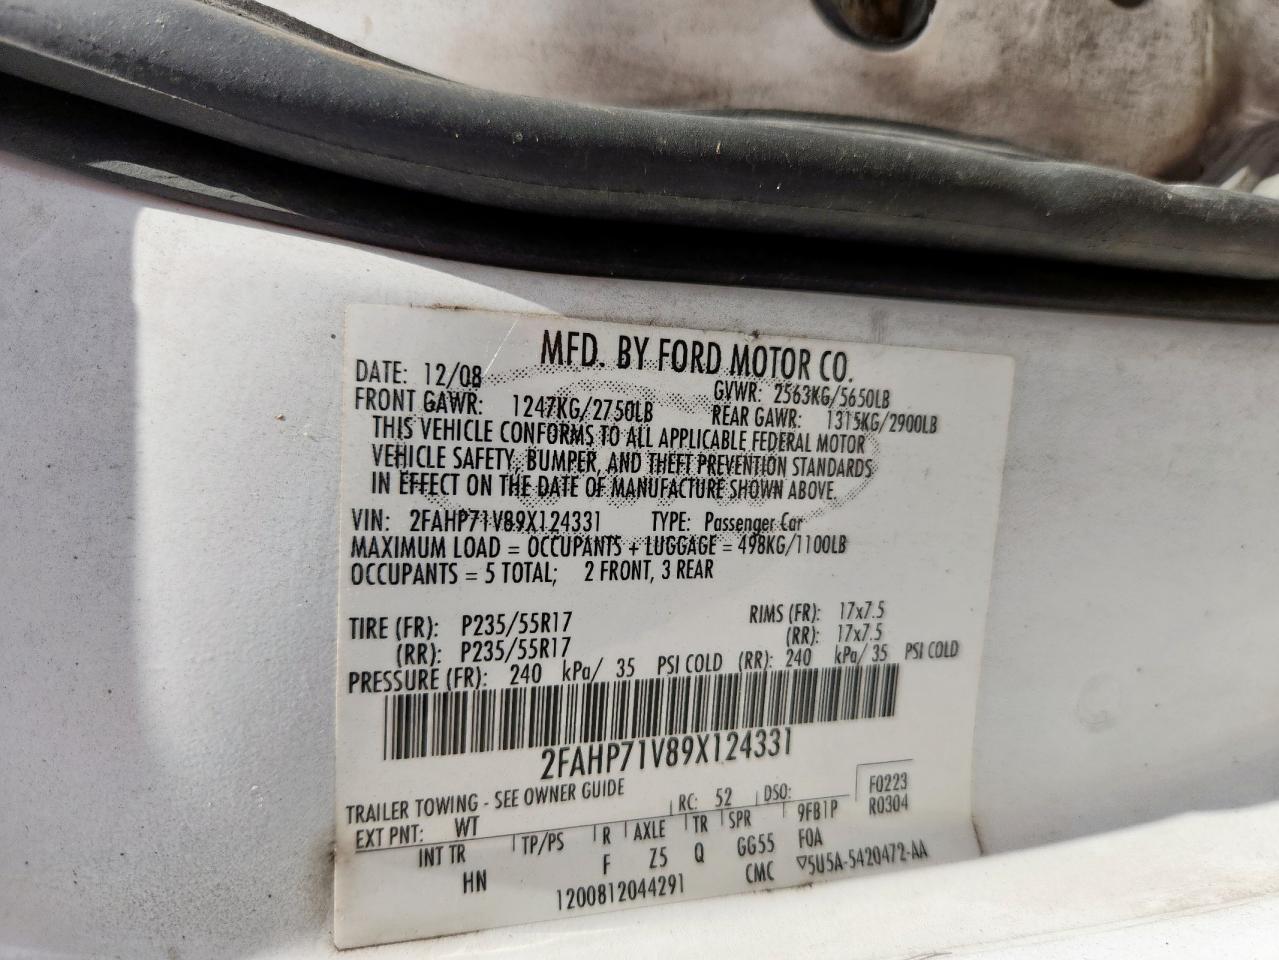 MFD. BY FORD MOTOR CO.
DATE: 12/08 GVWR: 2563KG/5650LB
FRONT GAWR: 1247KG/2750LB REAR GAWR: 1315KG/2900LB
THIS VEHICLE CONFORMS TO ALL APPLICABLE FEDERAL MOTOR
VEHICLE SAFETY, BUMPER, AND THEFT PREVENTION STANDARDS
IN EFFECT ON THE DATE OF MANUFACTURE SHOWN ABOVE.
VIN: 2FAHP71V89X124331 TYPE: Passenger Car
MAXIMUM LOAD = OCCUPANTS + LUGGAGE = 498KG/1100LB
OCCUPANTS = 5 TOTAL; 2 FRONT, 3 REAR
TIRE (FR): P235/55R17 RIMS (FR): 17x7.5
(RR): P235/55R17 (RR): 17x7.5
PRESSURE (FR): 240 kPa/ 35 PSI COLD (RR): 240 kPa/ 35 PSI COLD
2FAHP71V89X124331
TRAILER TOWING - SEE OWNER GUIDE
EXT PNT: WT RC: 52 DSO: F0223
INT TR TP/PS R AXLE TR SPR 9FB1P R0304
HN F Z5 Q GG55 FOA
1200812044291 CMC ▽5U5A-5420472-AA